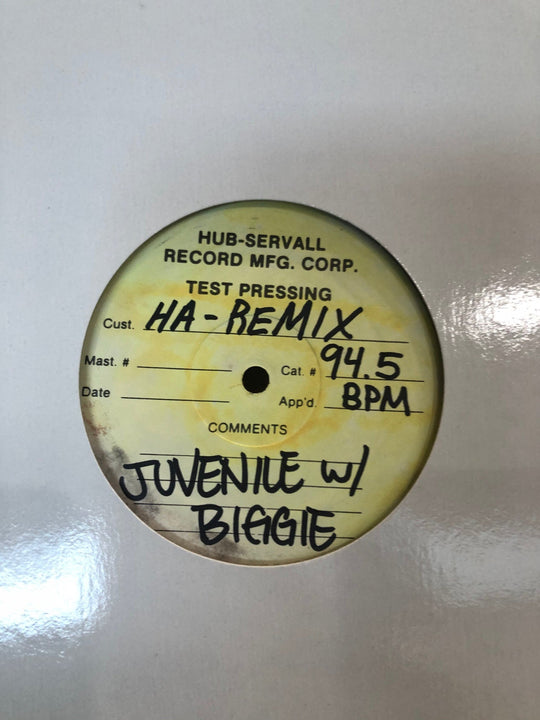 HUB-SERVALL
RECORD MFG. CORP.
TEST PRESSING
Cust. HA-REMIX
Mast. # Cat. # 94.5
Date App'd. BPM
COMMENTS
JUVENILE W/
BIGGIE